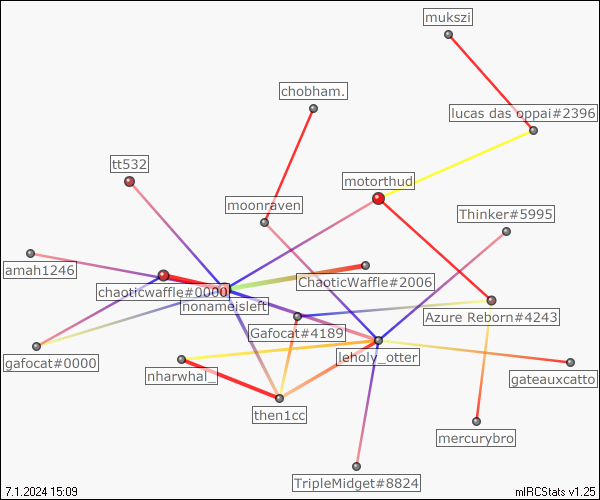 mukszi
chobham.
lucas das oppai#2396
tt532
motorthud
moonraven
Thinker#5995
amah1246
ChaoticWaffle#2006
chaoticwaffle#0000
nonameisleft
Azure Reborn#4243
Gafocat#4189
gafocat#0000
leholy_otter
nharwhal_
gateauxcatto
then1cc
mercurybro
TripleMidget#8824
7.1.2024 15:09
mIRCStats v1.25